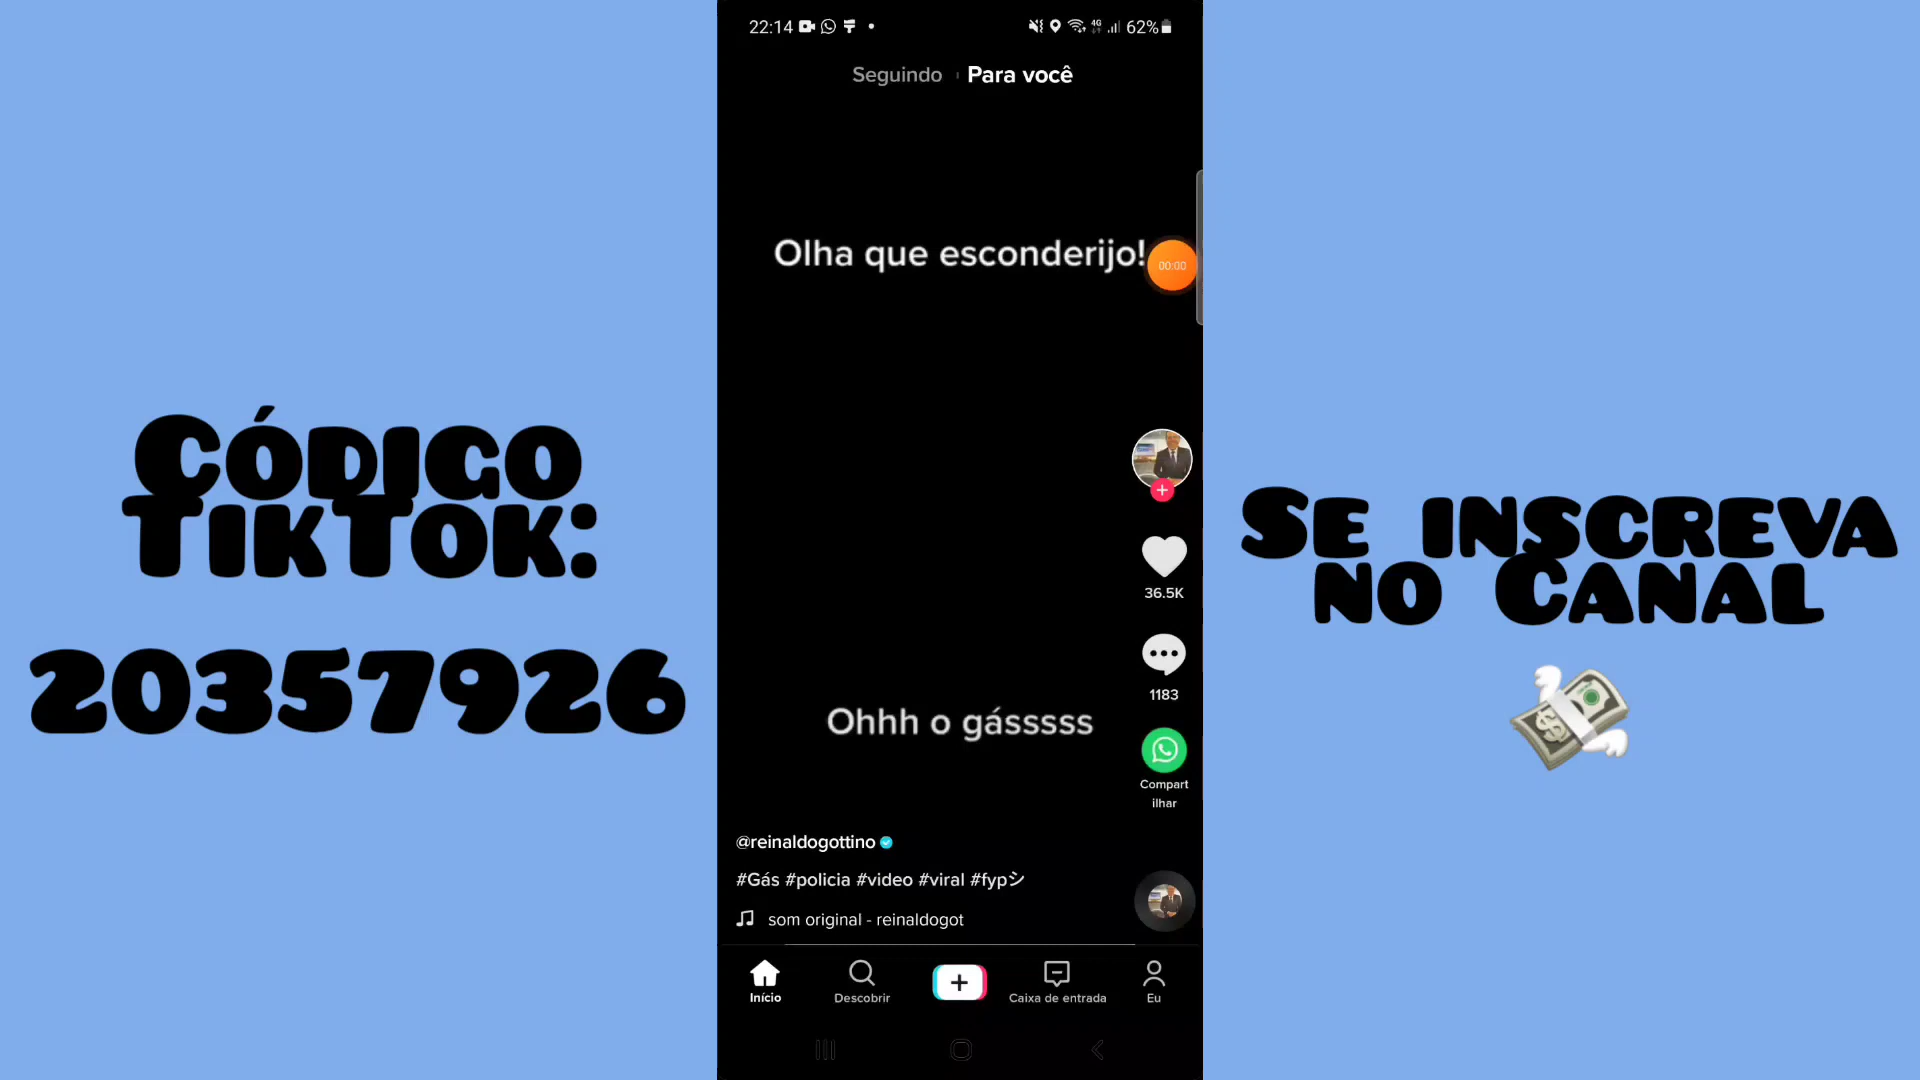 22:14
4G
62%
Seguindo
Para você
Olha que esconderijo!
00:00
Código
TikTok:
20357926
Se inscreva
no Canal
36.5K
1183
Ohhh o gásssss
Compart
ilhar
@reinaldogottino
#Gás #policia #video #viral #fypシ
som original - reinaldogot
Início
Descobrir
Caixa de entrada
Eu